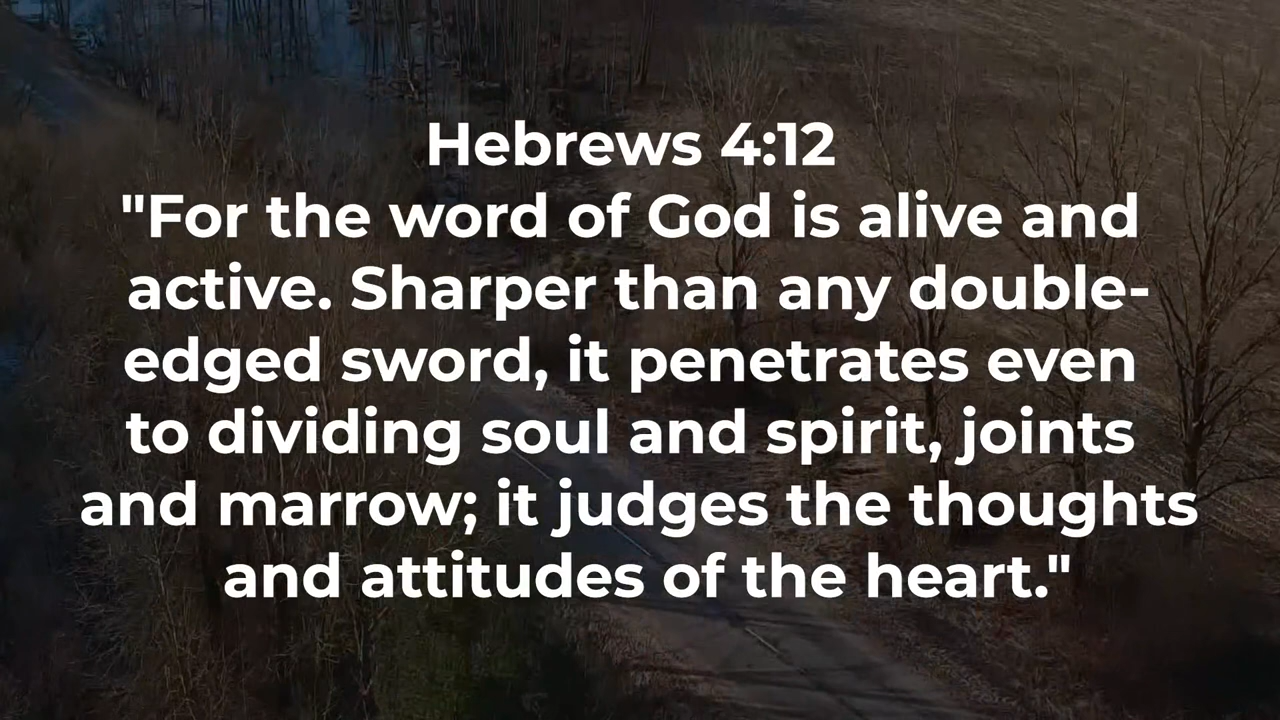 Hebrews 4:12
"For the word of God is alive and
active. Sharper than any double-
edged sword, it penetrates even
to dividing soul and spirit, joints
and marrow; it judges the thoughts
and attitudes of the heart."